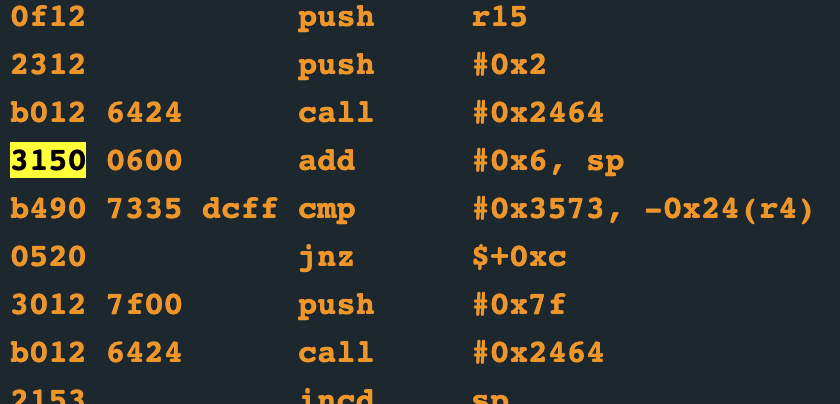 0f12 push r15
2312 push #0x2
b012 6424 call #0x2464
3150 0600 add #0x6, sp
b490 7335 dcff cmp #0x3573, -0x24(r4)
0520 jnz $+0xc
3012 7f00 push #0x7f
b012 6424 call #0x2464
2153 incd sp